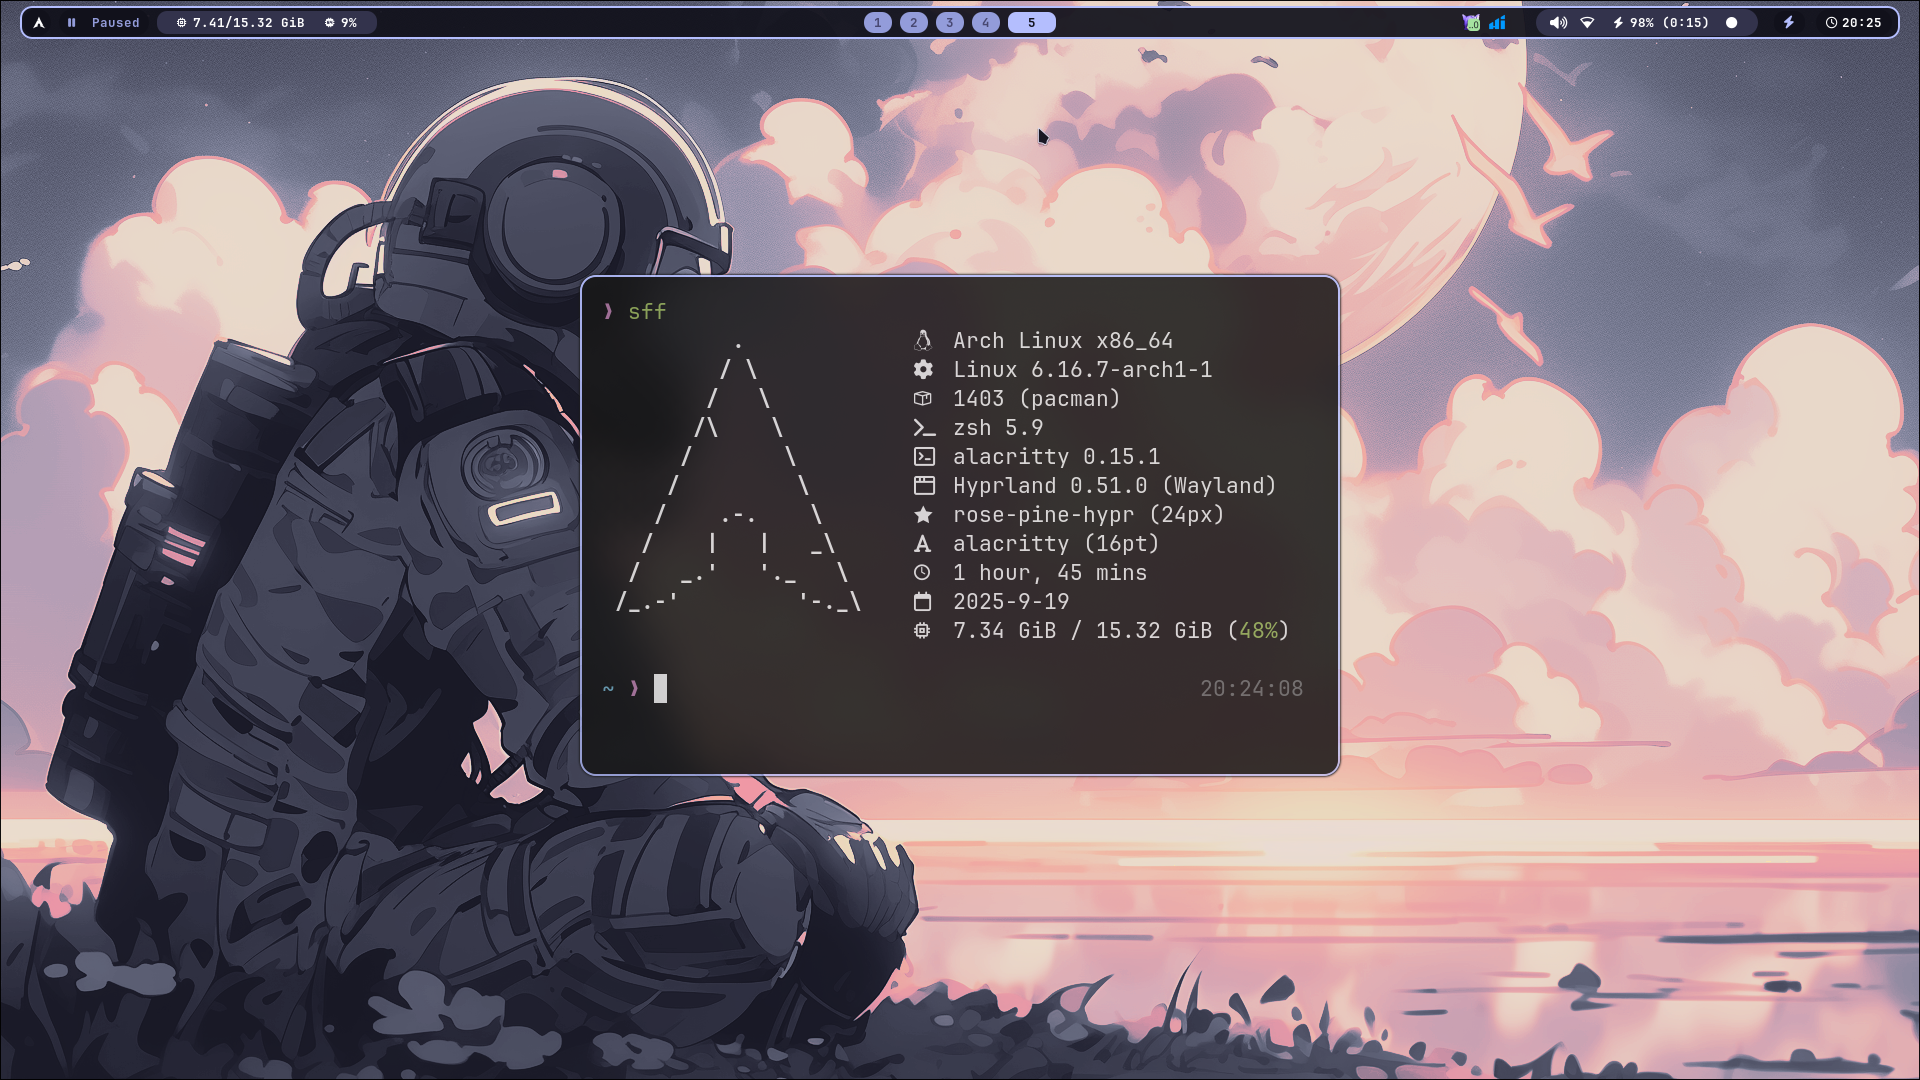 Paused 7.41/15.32 GiB 9% 1 2 3 4 5 98% (0:15) 20:25
❯ sff
Arch Linux x86_64
Linux 6.16.7-arch1-1
1403 (pacman)
zsh 5.9
alacritty 0.15.1
Hyprland 0.51.0 (Wayland)
rose-pine-hypr (24px)
alacritty (16pt)
1 hour, 45 mins
2025-9-19
7.34 GiB / 15.32 GiB (48%)
~ ❯ 20:24:08